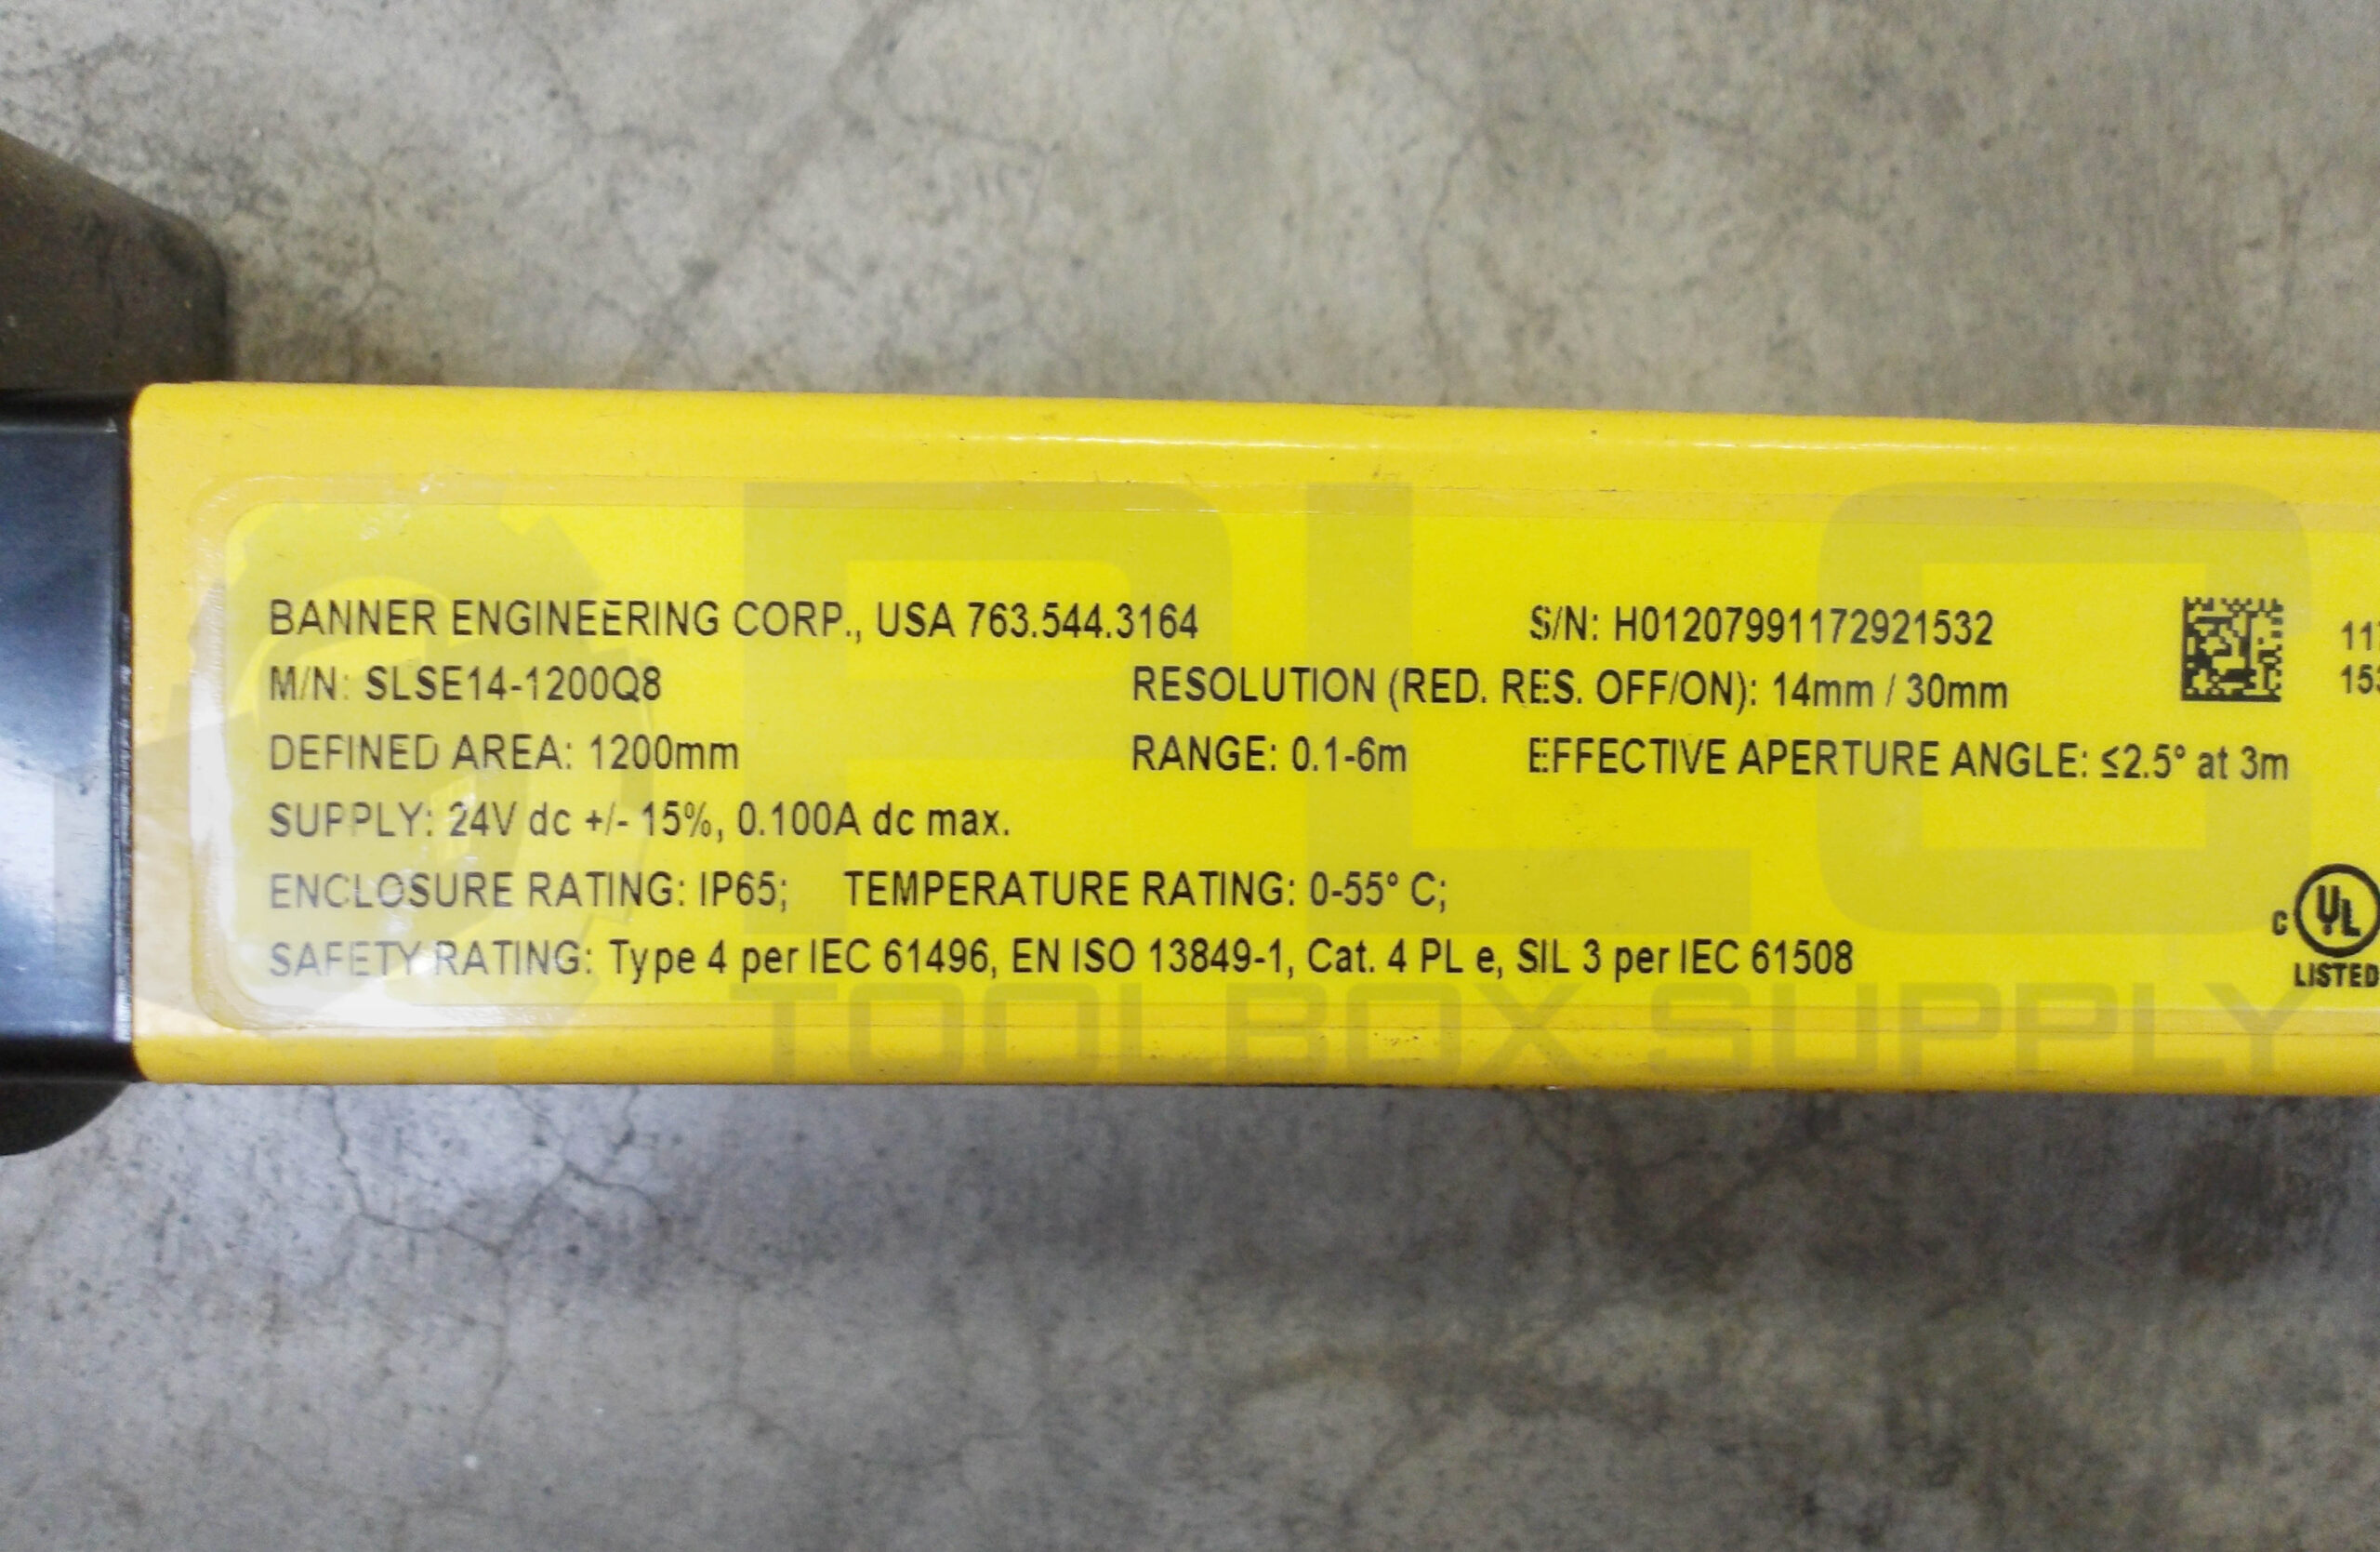 BANNER ENGINEERING CORP., USA 763.544.3164 S/N: H01207991172921532
M/N: SLSE14-1200Q8 RESOLUTION (RED. RES. OFF/ON): 14mm / 30mm
DEFINED AREA: 1200mm RANGE: 0.1-6m EFFECTIVE APERTURE ANGLE: ≤2.5° at 3m
SUPPLY: 24V dc +/- 15%, 0.100A dc max.
ENCLOSURE RATING: IP65; TEMPERATURE RATING: 0-55° C;
SAFETY RATING: Type 4 per IEC 61496, EN ISO 13849-1, Cat. 4 PL e, SIL 3 per IEC 61508
C UL
LISTED
PLC
TOOLBOX SUPPLY